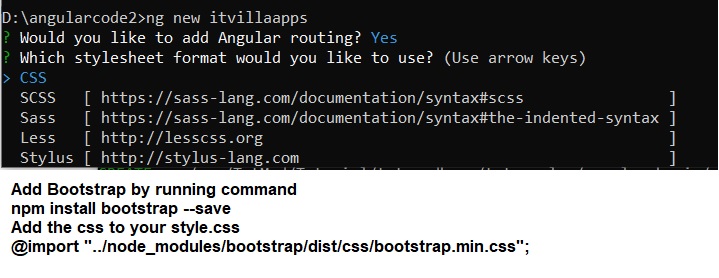 D:\angularcode2>ng new itvillaapps
? Would you like to add Angular routing? Yes
? Which stylesheet format would you like to use? (Use arrow keys)
> CSS
SCSS [ https://sass-lang.com/documentation/syntax#scss ]
Sass [ https://sass-lang.com/documentation/syntax#the-indented-syntax ]
Less [ http://lesscss.org ]
Stylus [ http://stylus-lang.com ]
Add Bootstrap by running command
npm install bootstrap --save
Add the css to your style.css
@import "../node_modules/bootstrap/dist/css/bootstrap.min.css";